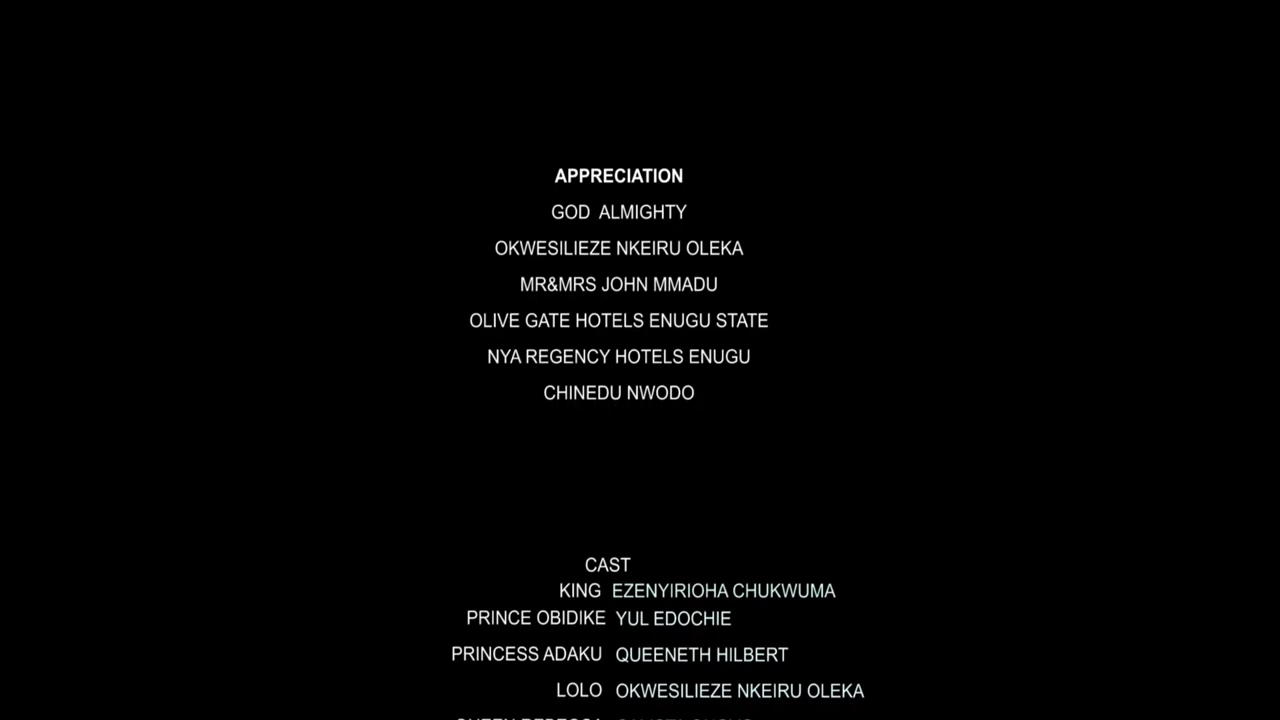 APPRECIATION
GOD ALMIGHTY
OKWESILIEZE NKEIRU OLEKA
MR&MRS JOHN MMADU
OLIVE GATE HOTELS ENUGU STATE
NYA REGENCY HOTELS ENUGU
CHINEDU NWODO
CAST
KING EZENYIRIOHA CHUKWUMA
PRINCE OBIDIKE YUL EDOCHIE
PRINCESS ADAKU QUEENETH HILBERT
LOLO OKWESILIEZE NKEIRU OLEKA